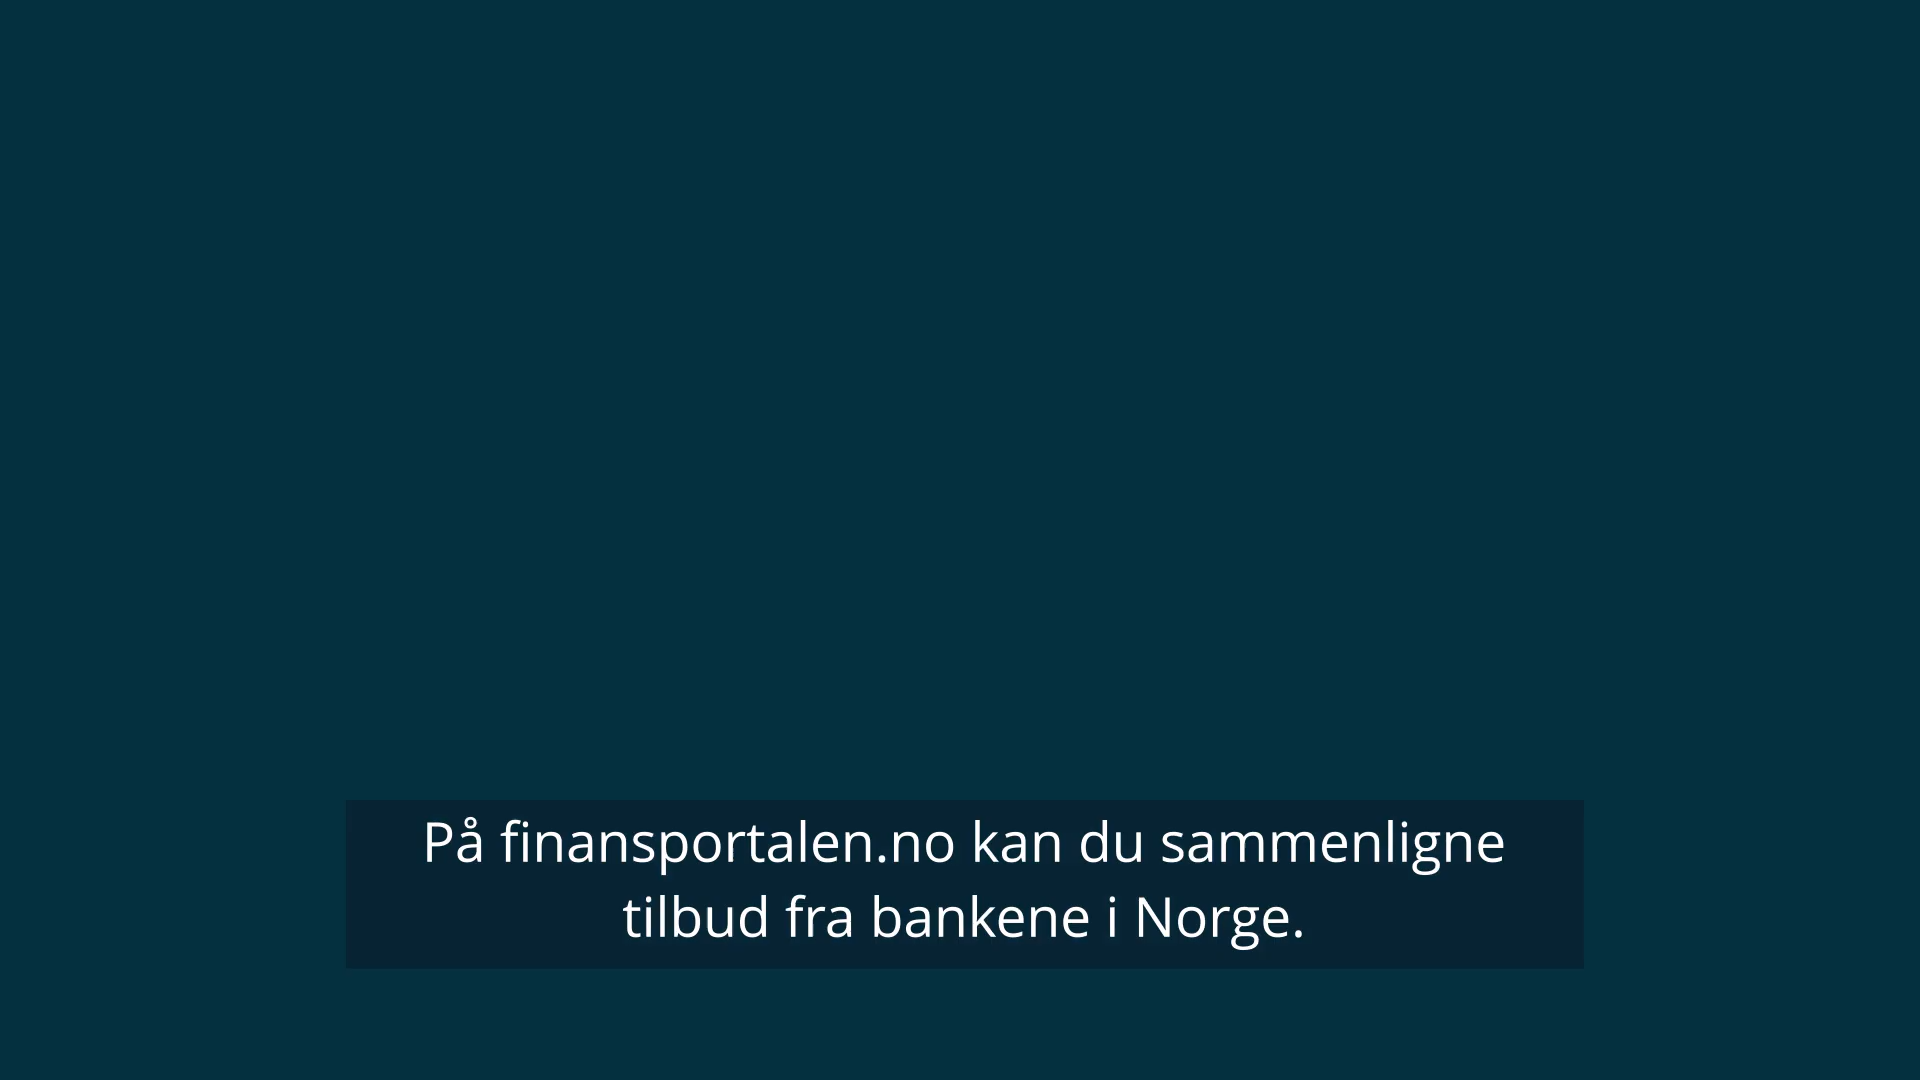 På finansportalen.no kan du sammenligne
tilbud fra bankene i Norge.